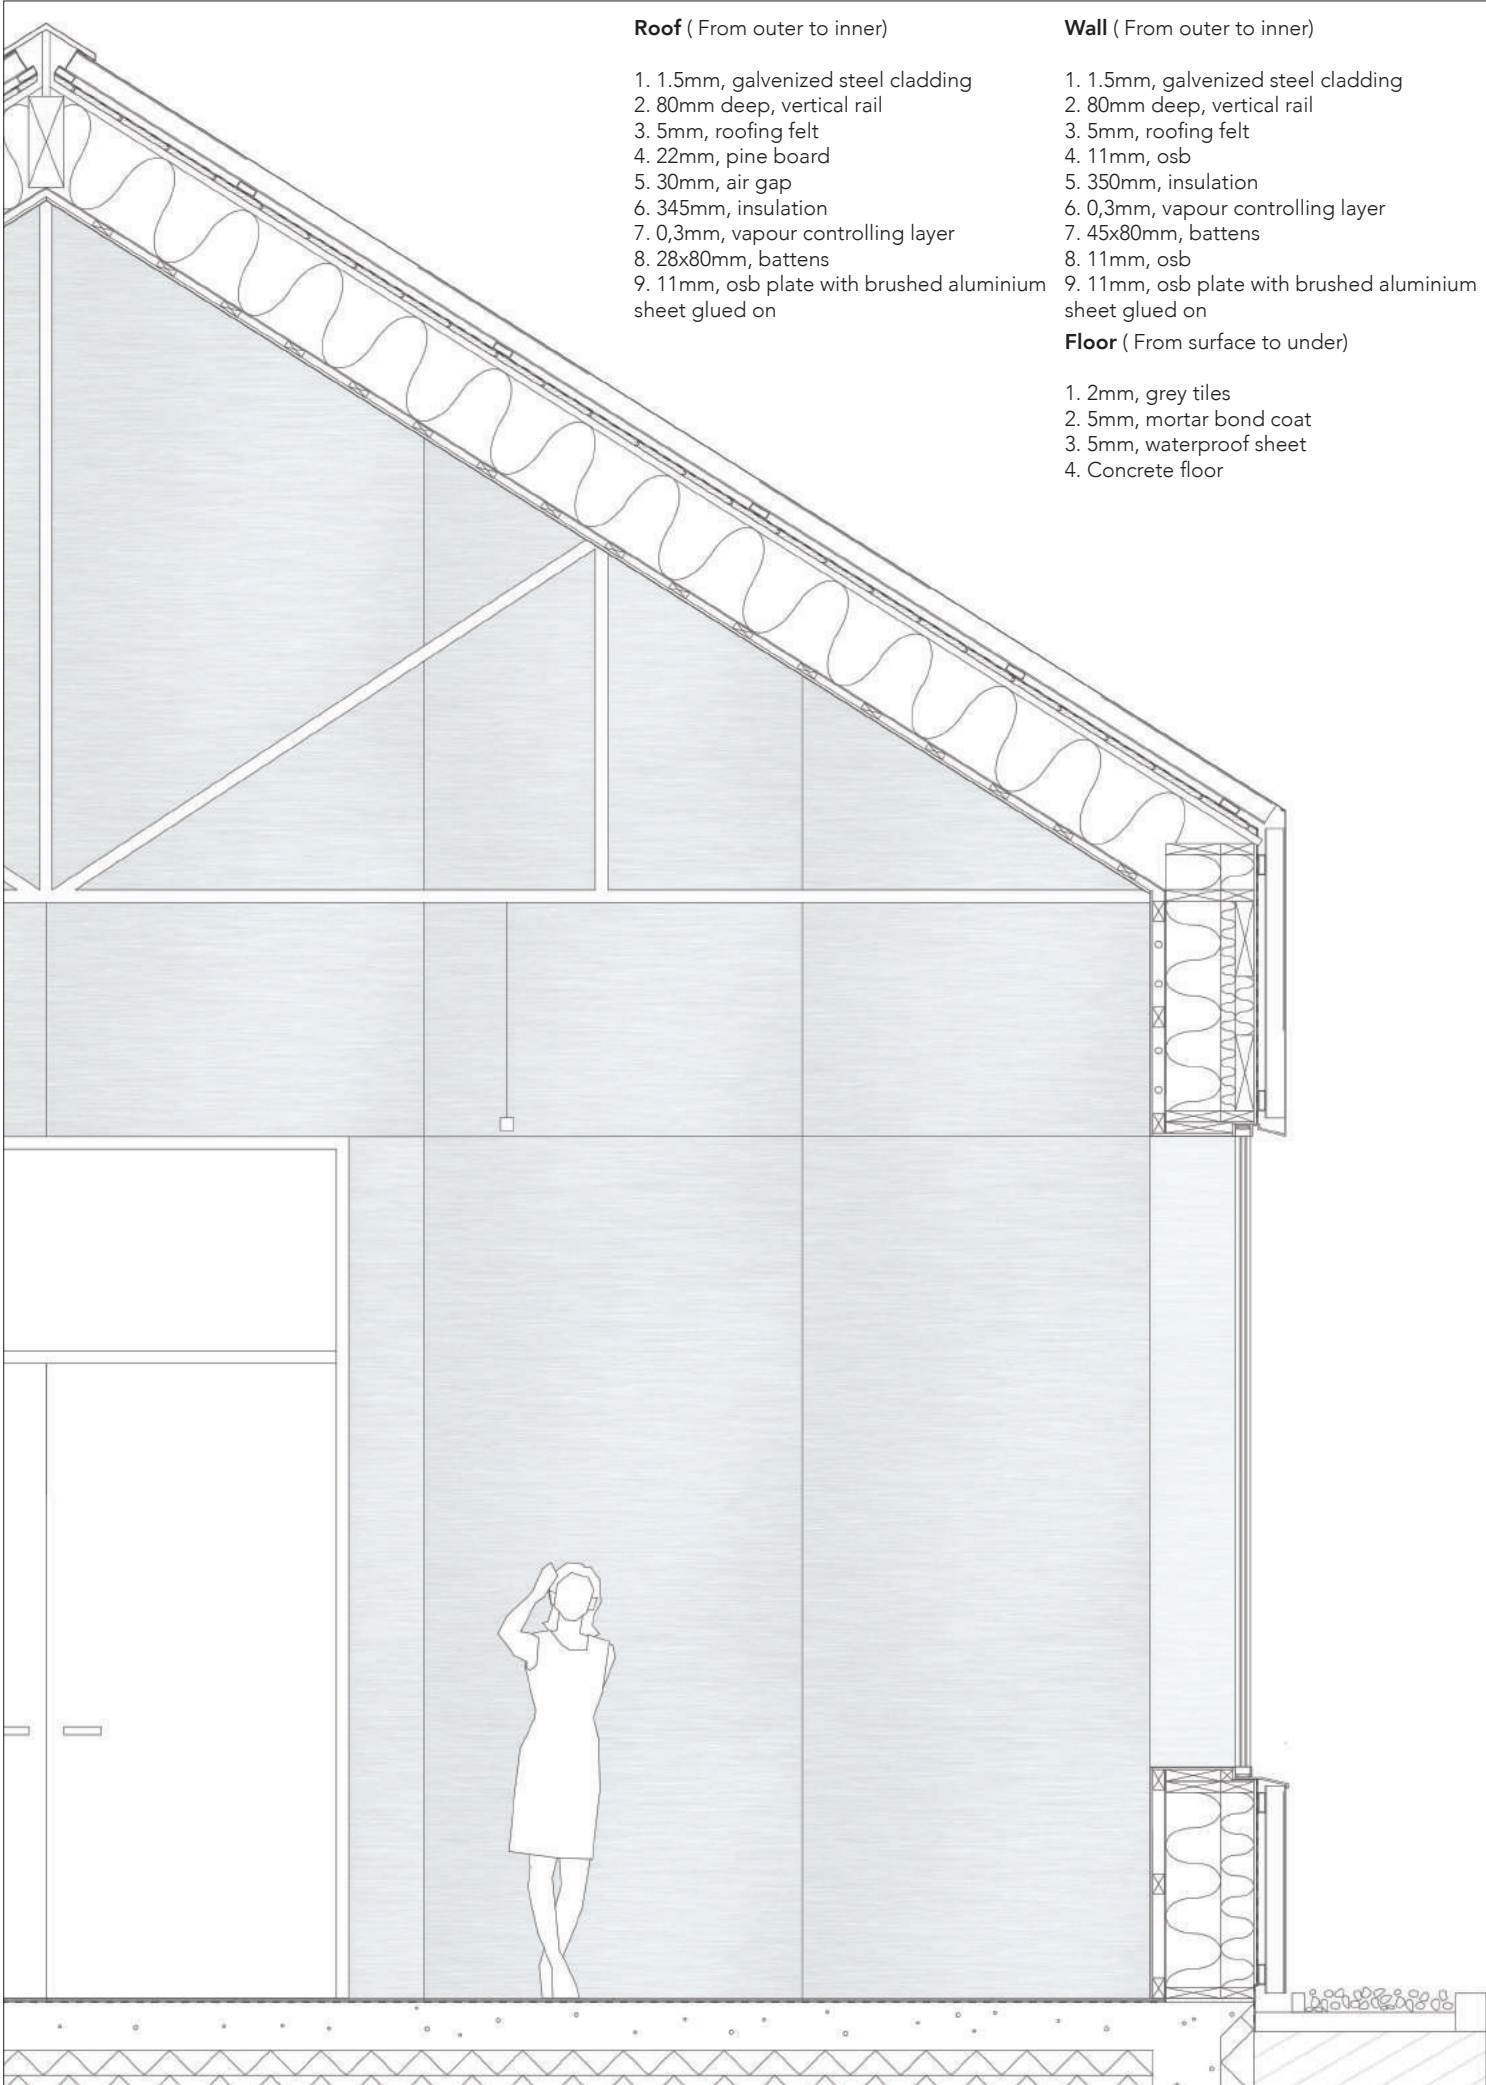 Roof ( From outer to inner)
1. 1.5mm, galvenized steel cladding
2. 80mm deep, vertical rail
3. 5mm, roofing felt
4. 22mm, pine board
5. 30mm, air gap
6. 345mm, insulation
7. 0,3mm, vapour controlling layer
8. 28x80mm, battens
9. 11mm, osb plate with brushed aluminium
sheet glued on
Wall ( From outer to inner)
1. 1.5mm, galvenized steel cladding
2. 80mm deep, vertical rail
3. 5mm, roofing felt
4. 11mm, osb
5. 350mm, insulation
6. 0,3mm, vapour controlling layer
7. 45x80mm, battens
8. 11mm, osb
9. 11mm, osb plate with brushed aluminium
sheet glued on
Floor ( From surface to under)
1. 2mm, grey tiles
2. 5mm, mortar bond coat
3. 5mm, waterproof sheet
4. Concrete floor